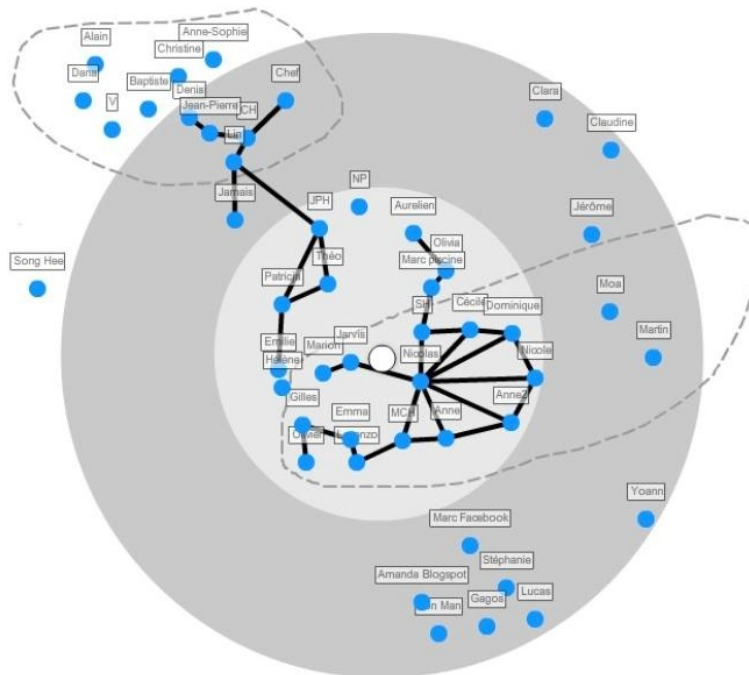 Anne-Sophie
Alain
Christine
Dana
Baptiste
Denis
Chef
V
Jean-Pierre
CH
Lin
Clara
Claudine
Jamais
JPH
NP
Aurelien
Jérôme
Olivia
Théo
Marc piscine
Song Hee
Patricia
Moa
Cécile
Dominique
Martin
Emilie
Marion
Jarvis
Nicolas
Nicole
Hélène
Gilles
Emma
MCH
Anne
Anne2
Olivier
Lorenzo
Yoann
Marc Facebook
Stéphanie
Amanda Blogspot
Gagos
Lucas